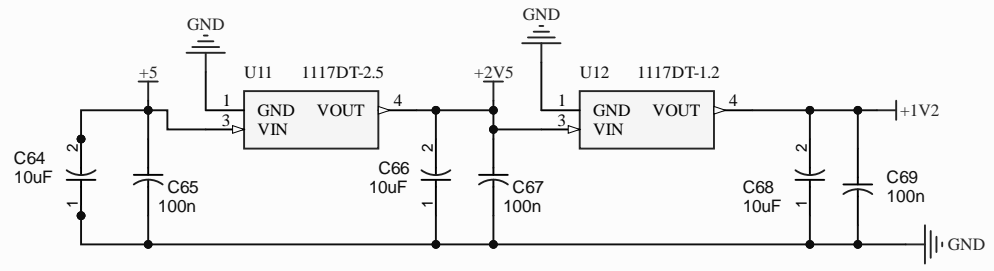 GND
GND
+5
U11 1117DT-2.5
+2V5
U12 1117DT-1.2
1 GND VOUT 4
3 VIN
1 GND VOUT 4
3 VIN
+1V2
C64
10uF
2
1
C65
100n
C66
10uF
2
1
C67
100n
C68
10uF
2
1
C69
100n
GND